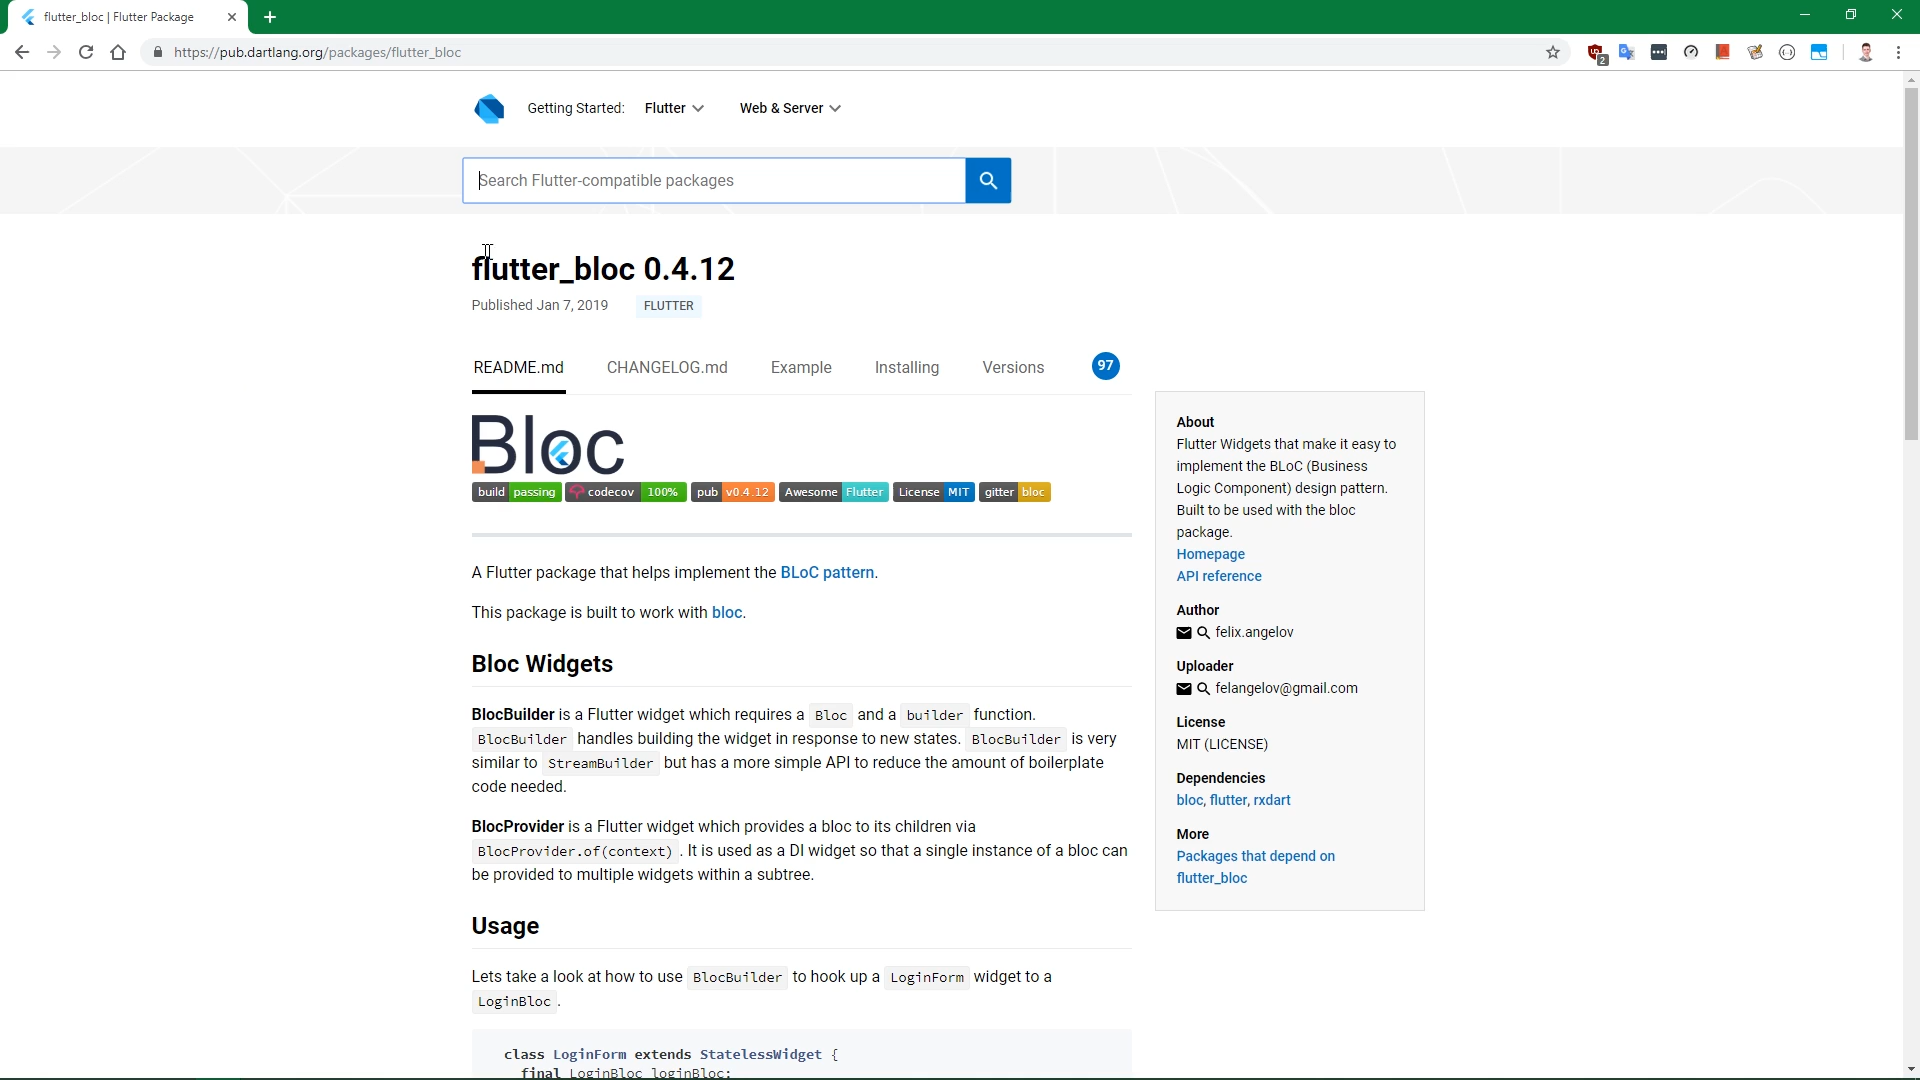 flutter_bloc | Flutter Package
https://pub.dartlang.org/packages/flutter_bloc
2
Getting Started: Flutter Web & Server
Search Flutter-compatible packages
flutter_bloc 0.4.12
Published Jan 7, 2019 FLUTTER
README.md CHANGELOG.md Example Installing Versions 97
Bloc
build passing codecov 100% pub v0.4.12 Awesome Flutter License MIT gitter bloc
A Flutter package that helps implement the BLoC pattern.
This package is built to work with bloc.
Bloc Widgets
BlocBuilder is a Flutter widget which requires a Bloc and a builder function.
BlocBuilder handles building the widget in response to new states. BlocBuilder is very
similar to StreamBuilder but has a more simple API to reduce the amount of boilerplate
code needed.
BlocProvider is a Flutter widget which provides a bloc to its children via
BlocProvider.of(context) . It is used as a DI widget so that a single instance of a bloc can
be provided to multiple widgets within a subtree.
Usage
Lets take a look at how to use BlocBuilder to hook up a LoginForm widget to a
LoginBloc .
class LoginForm extends StatelessWidget {
final LoginBloc loginBloc;
About
Flutter Widgets that make it easy to
implement the BLoC (Business
Logic Component) design pattern.
Built to be used with the bloc
package.
Homepage
API reference
Author
felix.angelov
Uploader
felangelov@gmail.com
License
MIT (LICENSE)
Dependencies
bloc, flutter, rxdart
More
Packages that depend on
flutter_bloc